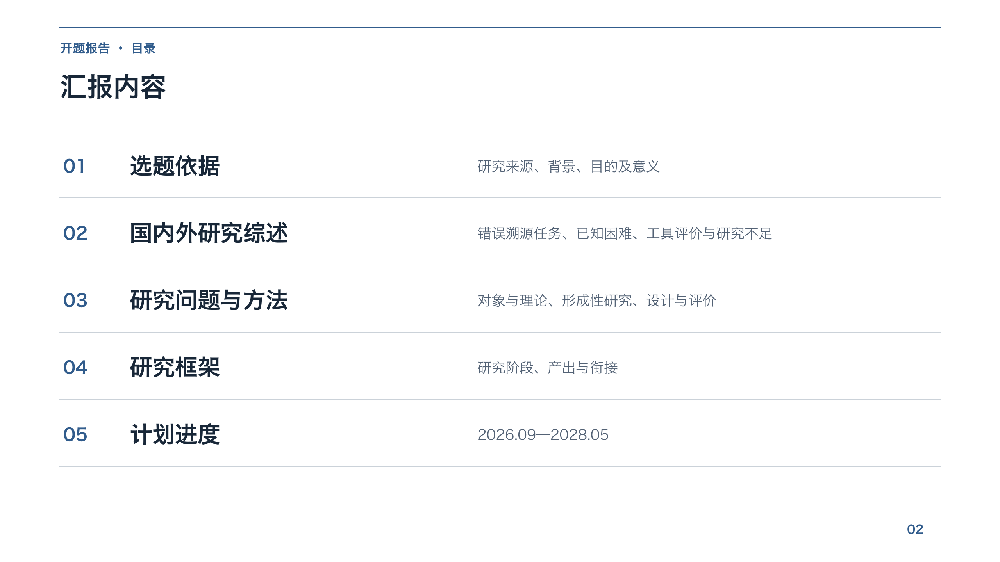 开题报告 · 目录
汇报内容
01 选题依据 研究来源、背景、目的及意义
02 国内外研究综述 错误溯源任务、已知困难、工具评价与研究不足
03 研究问题与方法 对象与理论、形成性研究、设计与评价
04 研究框架 研究阶段、产出与衔接
05 计划进度 2026.09—2028.05
02